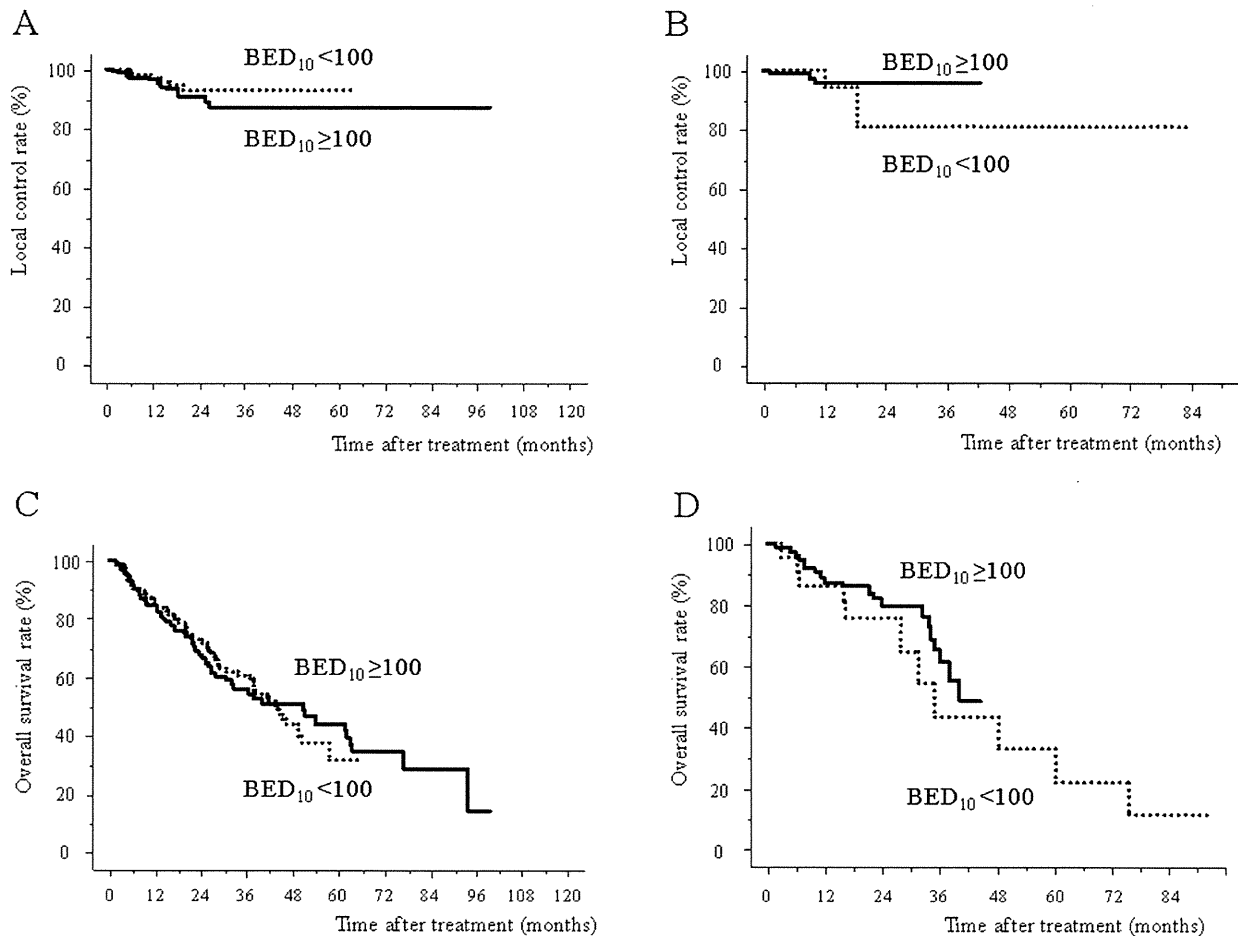 A
BED10<100
BED10≥100
Local control rate (%)
100
80
60
40
20
0
0 12 24 36 48 60 72 84 96 108 120
Time after treatment (months)
B
BED10≥100
BED10<100
Local control rate (%)
100
80
60
40
20
0
0 12 24 36 48 60 72 84
Time after treatment (months)
C
BED10≥100
BED10<100
Overall survival rate (%)
100
80
60
40
20
0
0 12 24 36 48 60 72 84 96 108 120
Time after treatment (months)
D
BED10≥100
BED10<100
Overall survival rate (%)
100
80
60
40
20
0
0 12 24 36 48 60 72 84
Time after treatment (months)